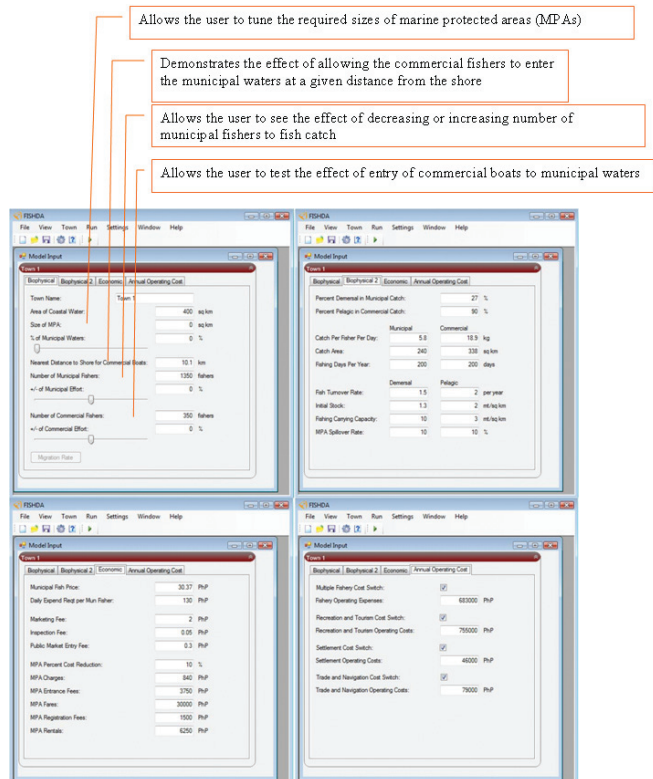 Allows the user to tune the required sizes of marine protected areas (MPAs)
Demonstrates the effect of allowing the commercial fishers to enter
the municipal waters at a given distance from the shore
Allows the user to see the effect of decreasing or increasing number of
municipal fishers to fish catch
Allows the user to test the effect of entry of commercial boats to municipal waters
FISHDA
File View Town Run Settings Window Help
Model Input
Town 1
Biophysical Biophysical 2 Economic Annual Operating Cost
Town Name: Town 1
Area of Coastal Water: 400 sq km
Size of MPA: 0 sq km
% of Municipal Waters: 0 %
Nearest Distance to Shore for Commercial Boats: 10.1 km
Number of Municipal Fishers: 1350 fishers
+/- of Municipal Effort: 0 %
Number of Commercial Fishers: 350 fishers
+/- of Commercial Effort: 0 %
Migration Rate
FISHDA
File View Town Run Settings Window Help
Model Input
Town 1
Biophysical Biophysical 2 Economic Annual Operating Cost
Percent Demersal in Municipal Catch: 27 %
Percent Pelagic in Commercial Catch: 90 %
Municipal Commercial
Catch Per Fisher Per Day: 5.8 18.9 kg
Catch Area: 240 338 sq km
Fishing Days Per Year: 200 200 days
Demersal Pelagic
Fish Turnover Rate: 1.5 2 per year
Initial Stock: 1.3 2 mt/sq km
Fishing Carrying Capacity: 10 3 mt/sq km
MPA Spillover Rate: 10 10 %
FISHDA
File View Town Run Settings Window Help
Model Input
Town 1
Biophysical Biophysical 2 Economic Annual Operating Cost
Municipal Fish Price: 30.37 PhP
Daily Expend Reqt per Mun Fisher: 130 PhP
Marketing Fee: 2 PhP
Inspection Fee: 0.05 PhP
Public Market Entry Fee: 0.3 PhP
MPA Percent Cost Reduction: 10 %
MPA Charges: 840 PhP
MPA Entrance Fees: 3750 PhP
MPA Fares: 30000 PhP
MPA Registration Fees: 1500 PhP
MPA Rentals: 6250 PhP
FISHDA
File View Town Run Settings Window Help
Model Input
Town 1
Biophysical Biophysical 2 Economic Annual Operating Cost
Multiple Fishery Cost Switch:
Fishery Operating Expenses: 683000 PhP
Recreation and Tourism Cost Switch:
Recreation and Tourism Operating Costs: 755000 PhP
Settlement Cost Switch:
Settlement Operating Costs: 46000 PhP
Trade and Navigation Cost Switch:
Trade and Navigation Operating Costs: 79000 PhP